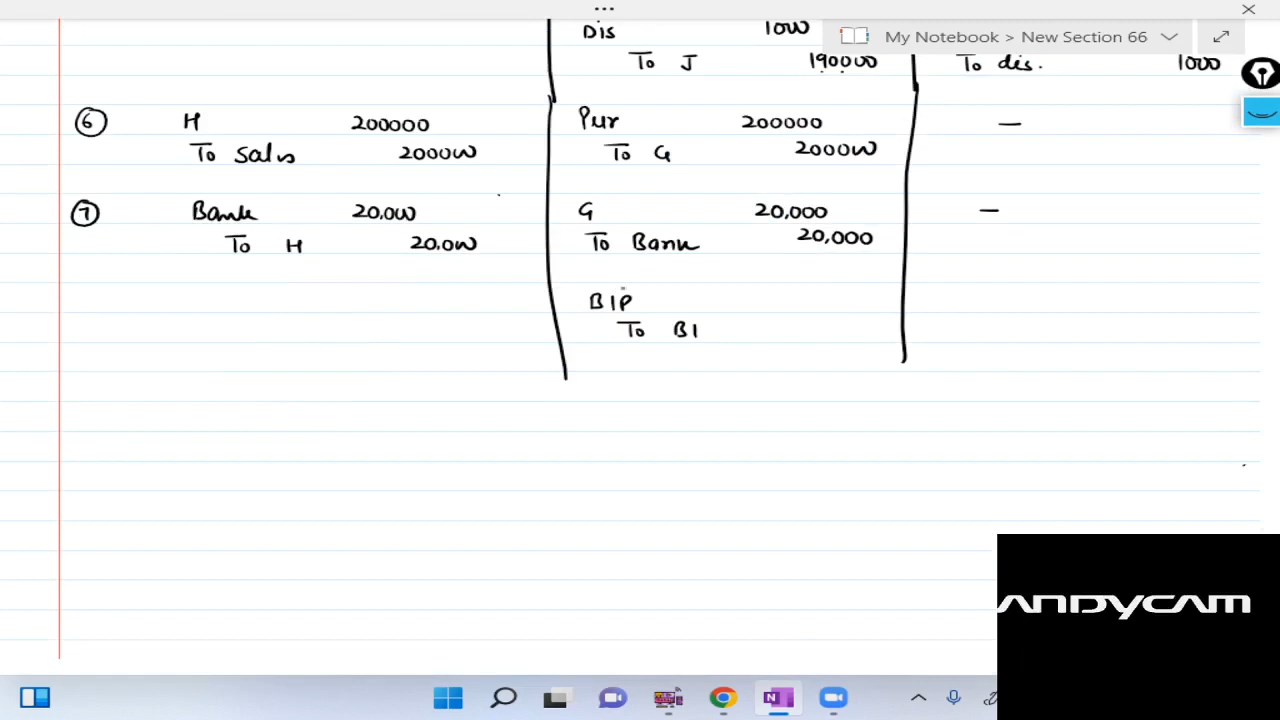 My Notebook > New Section 66
Dis 1000
To J 190000
To dis. 1000
6 H 200000 Pur 200000 —
To Sales 200000 To G 200000
7 Bank 20,000 G 20,000 —
To H 20,000 To Bank 20,000
BIP
To BI
ANDYCAM